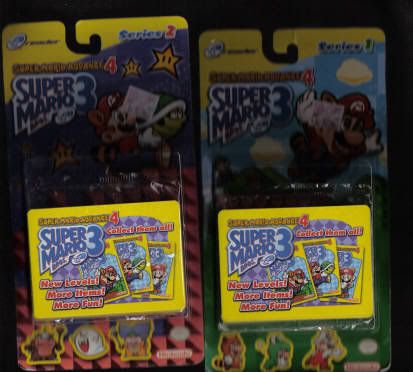 e-reader
Series 2
SUPER MARIO ADVANCE 4
SUPER
MARIO 3
SUPER MARIO ADVANCE 4
SUPER
MARIO 3
Collect them all!
New Levels!
More Items!
More Fun!
Nintendo
e-reader
Series 1
SUPER MARIO ADVANCE 4
SUPER
MARIO 3
SUPER MARIO ADVANCE 4
SUPER
MARIO 3
Collect them all!
New Levels!
More Items!
More Fun!
Nintendo